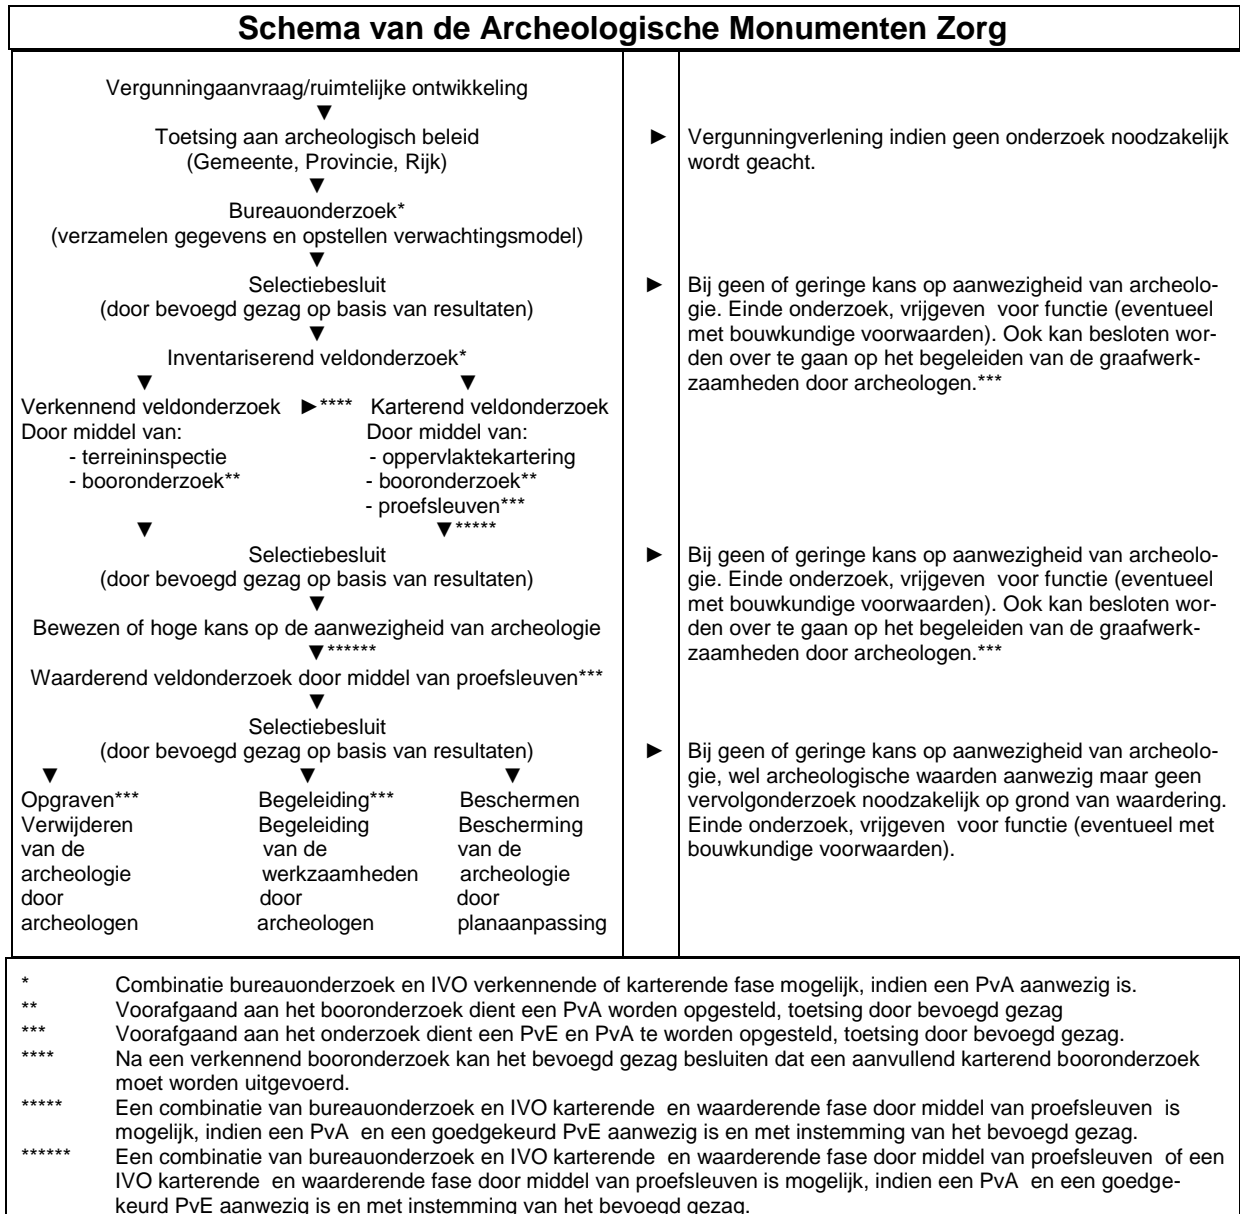 Schema van de Archeologische Monumenten Zorg
Vergunningaanvraag/ruimtelijke ontwikkeling
▼
Toetsing aan archeologisch beleid
(Gemeente, Provincie, Rijk)
► Vergunningverlening indien geen onderzoek noodzakelijk
wordt geacht.
▼
Bureauonderzoek*
(verzamelen gegevens en opstellen verwachtingsmodel)
▼
Selectiebesluit
(door bevoegd gezag op basis van resultaten)
► Bij geen of geringe kans op aanwezigheid van archeolo-
gie. Einde onderzoek, vrijgeven voor functie (eventueel
met bouwkundige voorwaarden). Ook kan besloten wor-
den over te gaan op het begeleiden van de graafwerk-
zaamheden door archeologen.***
▼
Inventariserend veldonderzoek*
▼ ▼
Verkennend veldonderzoek ►**** Karterend veldonderzoek
Door middel van: Door middel van:
- terreininspectie - oppervlaktekartering
- booronderzoek** - booronderzoek**
- proefsleuven***
▼ ▼*****
Selectiebesluit
(door bevoegd gezag op basis van resultaten)
► Bij geen of geringe kans op aanwezigheid van archeolo-
gie. Einde onderzoek, vrijgeven voor functie (eventueel
met bouwkundige voorwaarden). Ook kan besloten wor-
den over te gaan op het begeleiden van de graafwerk-
zaamheden door archeologen.***
▼
Bewezen of hoge kans op de aanwezigheid van archeologie
▼******
Waarderend veldonderzoek door middel van proefsleuven***
▼
Selectiebesluit
(door bevoegd gezag op basis van resultaten)
► Bij geen of geringe kans op aanwezigheid van archeolo-
gie, wel archeologische waarden aanwezig maar geen
vervolgonderzoek noodzakelijk op grond van waardering.
Einde onderzoek, vrijgeven voor functie (eventueel met
bouwkundige voorwaarden).
▼ ▼ ▼
Opgraven*** Begeleiding*** Beschermen
Verwijderen Begeleiding Bescherming
van de van de van de
archeologie werkzaamheden archeologie
door door door
archeologen archeologen planaanpassing
* Combinatie bureauonderzoek en IVO verkennende of karterende fase mogelijk, indien een PvA aanwezig is.
** Voorafgaand aan het booronderzoek dient een PvA worden opgesteld, toetsing door bevoegd gezag
*** Voorafgaand aan het onderzoek dient een PvE en PvA te worden opgesteld, toetsing door bevoegd gezag.
**** Na een verkennend booronderzoek kan het bevoegd gezag besluiten dat een aanvullend karterend booronderzoek
moet worden uitgevoerd.
***** Een combinatie van bureauonderzoek en IVO karterende en waarderende fase door middel van proefsleuven is
mogelijk, indien een PvA en een goedgekeurd PvE aanwezig is en met instemming van het bevoegd gezag.
****** Een combinatie van bureauonderzoek en IVO karterende en waarderende fase door middel van proefsleuven of een
IVO karterende en waarderende fase door middel van proefsleuven is mogelijk, indien een PvA en een goedge-
keurd PvE aanwezig is en met instemming van het bevoegd gezag.